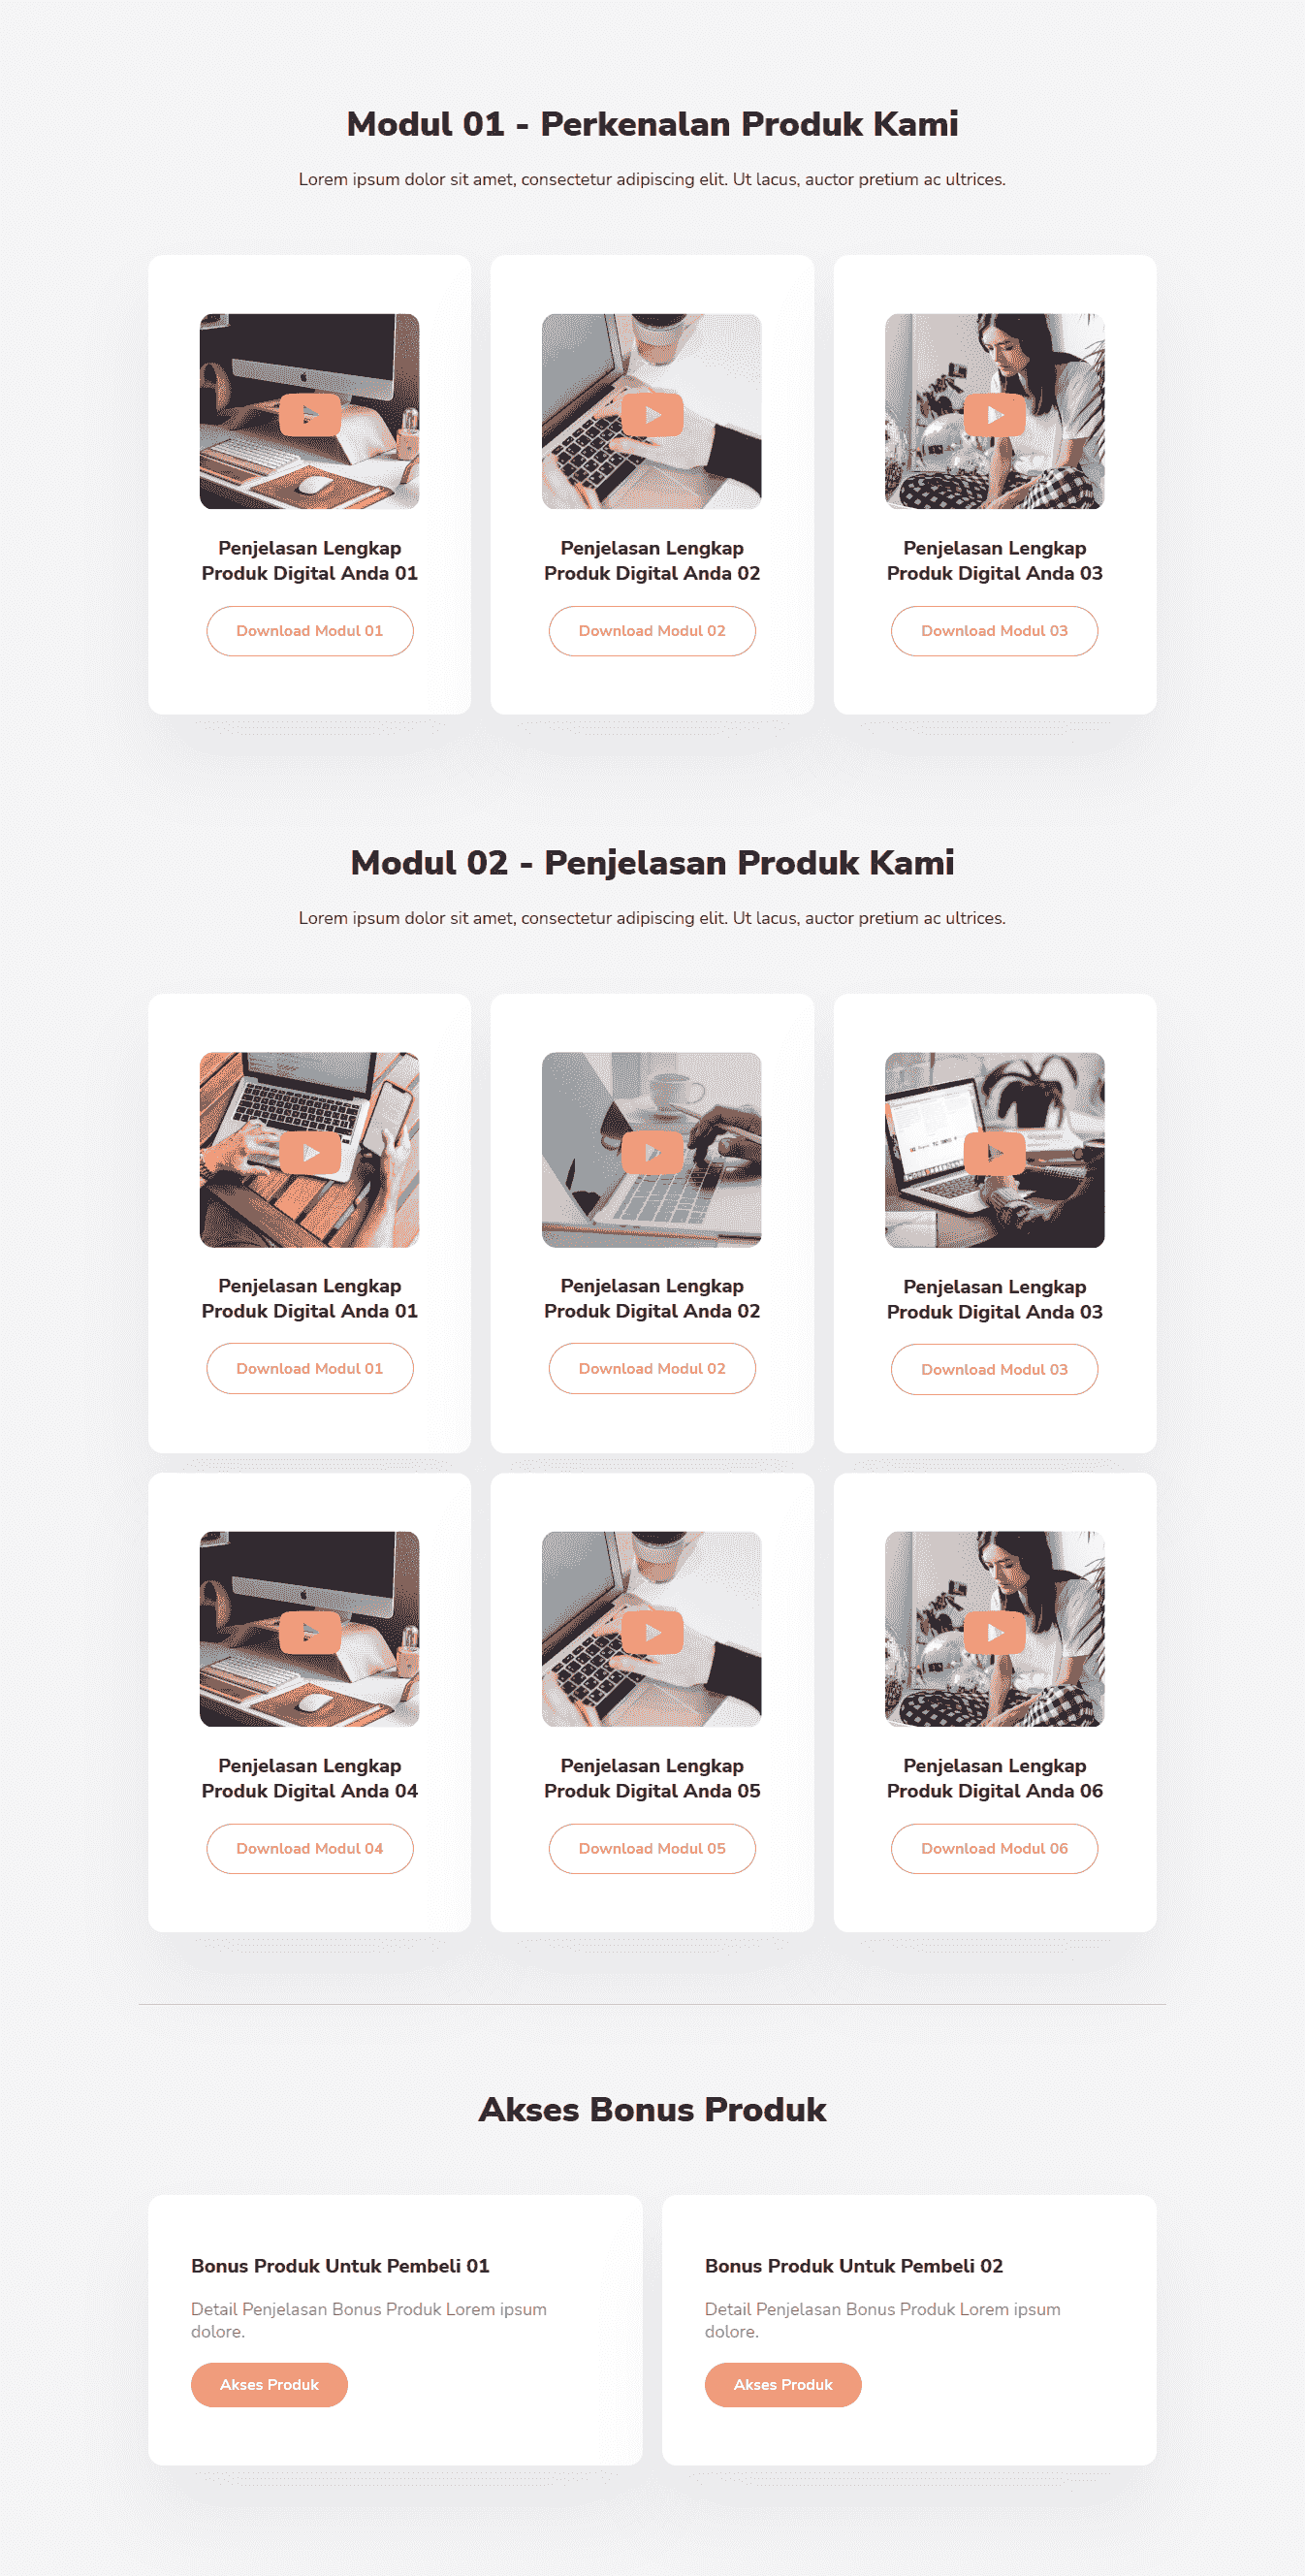 Modul 01 - Perkenalan Produk Kami
Lorem ipsum dolor sit amet, consectetur adipiscing elit. Ut lacus, auctor pretium ac ultrices.
Penjelasan Lengkap
Produk Digital Anda 01
Download Modul 01
Penjelasan Lengkap
Produk Digital Anda 02
Download Modul 02
Penjelasan Lengkap
Produk Digital Anda 03
Download Modul 03
Modul 02 - Penjelasan Produk Kami
Lorem ipsum dolor sit amet, consectetur adipiscing elit. Ut lacus, auctor pretium ac ultrices.
Penjelasan Lengkap
Produk Digital Anda 01
Download Modul 01
Penjelasan Lengkap
Produk Digital Anda 02
Download Modul 02
Penjelasan Lengkap
Produk Digital Anda 03
Download Modul 03
Penjelasan Lengkap
Produk Digital Anda 04
Download Modul 04
Penjelasan Lengkap
Produk Digital Anda 05
Download Modul 05
Penjelasan Lengkap
Produk Digital Anda 06
Download Modul 06
Akses Bonus Produk
Bonus Produk Untuk Pembeli 01
Detail Penjelasan Bonus Produk Lorem ipsum
dolore.
Akses Produk
Bonus Produk Untuk Pembeli 02
Detail Penjelasan Bonus Produk Lorem ipsum
dolore.
Akses Produk